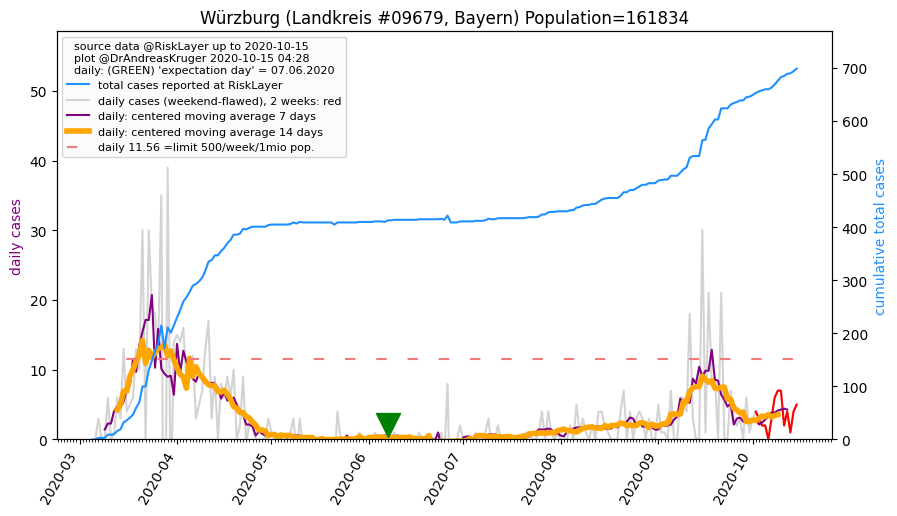 Würzburg (Landkreis #09679, Bayern) Population=161834
source data @RiskLayer up to 2020-10-15
plot @DrAndreasKruger 2020-10-15 04:28
daily: (GREEN) 'expectation day' = 07.06.2020
total cases reported at RiskLayer
daily cases (weekend-flawed), 2 weeks: red
daily: centered moving average 7 days
daily: centered moving average 14 days
daily 11.56 =limit 500/week/1mio pop.
daily cases
50
40
30
20
10
0
cumulative total cases
700
600
500
400
300
200
100
0
2020-03
2020-04
2020-05
2020-06
2020-07
2020-08
2020-09
2020-10